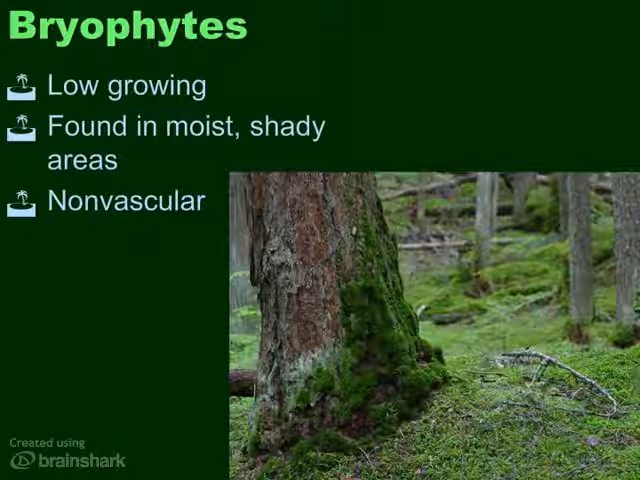 Bryophytes
Low growing
Found in moist, shady
areas
Nonvascular
Created using
brainshark